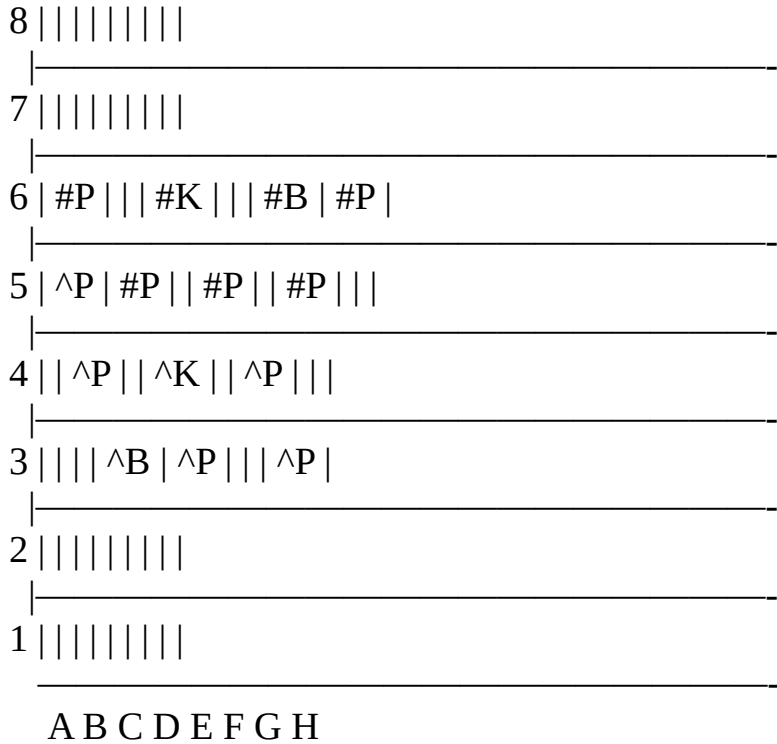 8 | | | | | | | | |
|———————————————————-
7 | | | | | | | | |
|———————————————————-
6 | #P | | | #K | | | #B | #P |
|———————————————————-
5 | ^P | #P | | #P | | #P | | |
|———————————————————-
4 | | ^P | | ^K | | ^P | | |
|———————————————————-
3 | | | | ^B | ^P | | | ^P |
|———————————————————-
2 | | | | | | | | |
|———————————————————-
1 | | | | | | | | |
———————————————————-
A B C D E F G H